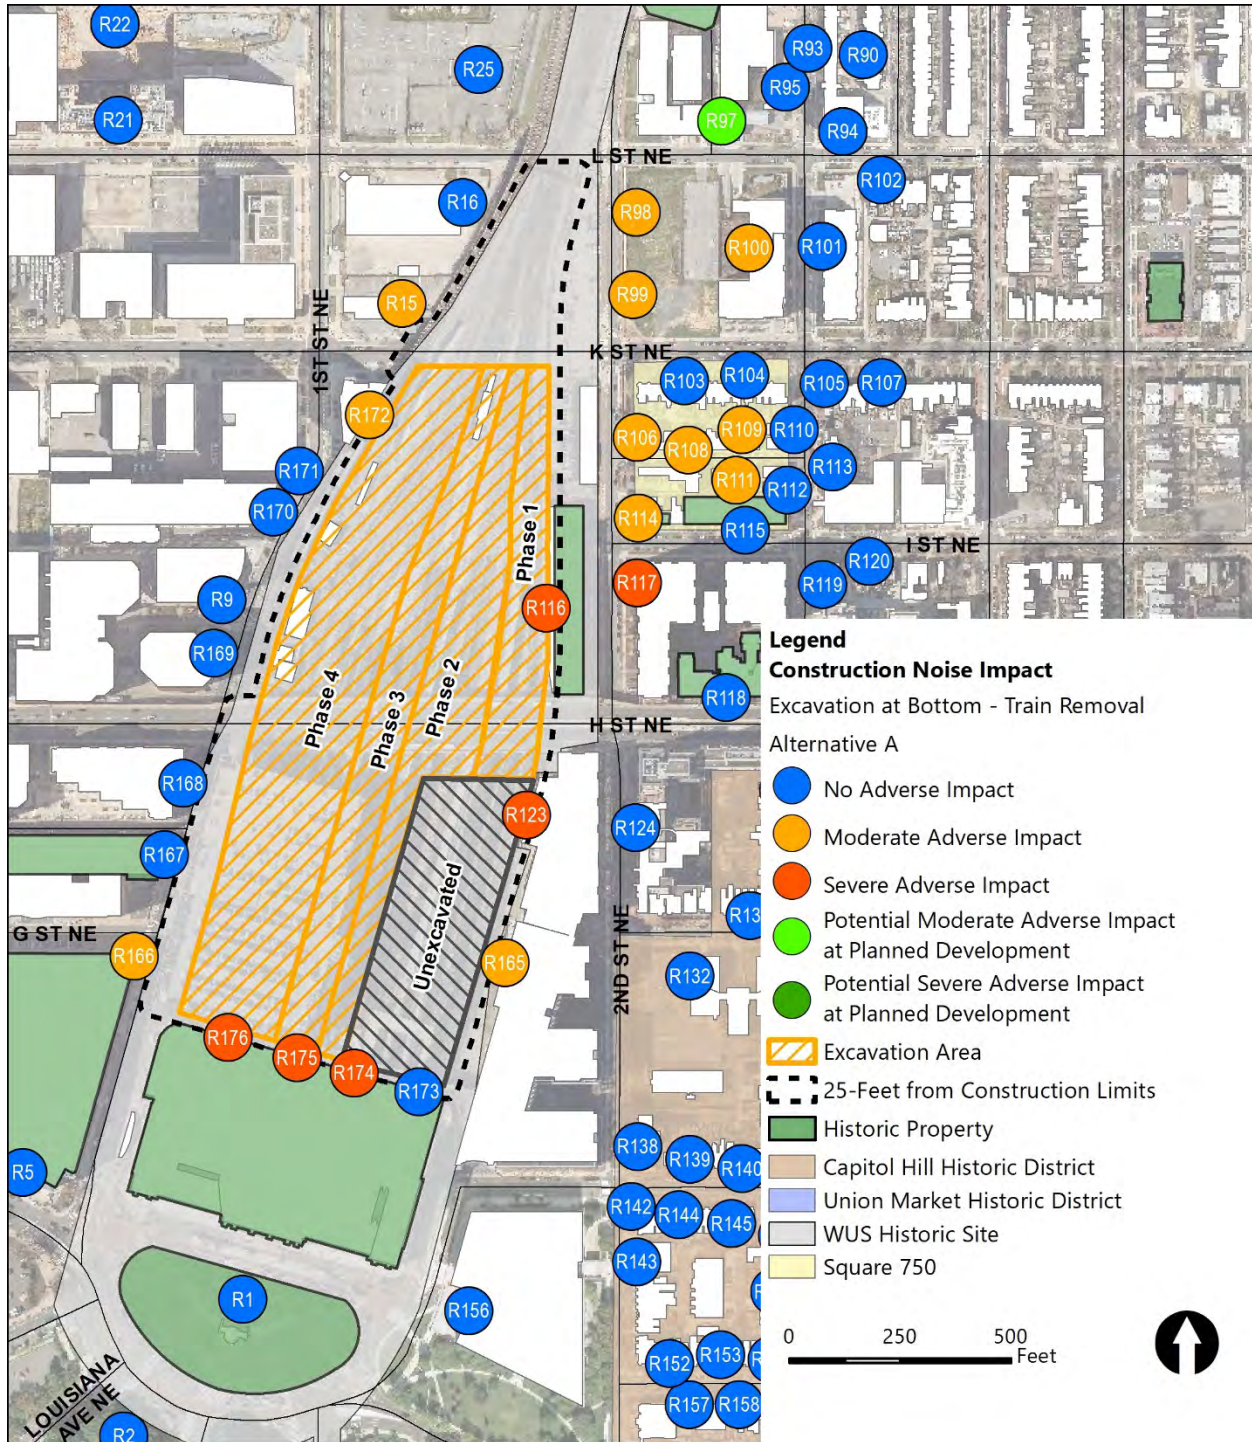 R22
R25
R93
R90
R95
R21
R97
R94
L ST NE
R102
R16
R98
R100
R101
R15
R99
1ST ST NE
K ST NE
R103
R104
R105
R107
R172
R106
R109
R110
R108
R113
R171
R111
R112
R170
R114
R115
Phase 1
I ST NE
R120
R117
R119
R9
R116
R169
Phase 4
Phase 3
Phase 2
R118
H ST NE
R168
R123
R124
R167
Unexcavated
R13
G ST NE
R166
R165
2ND ST NE
R132
R176
R175
R174
R173
R138
R139
R140
R5
R142
R144
R145
R143
R1
R156
R152
R153
R157
R158
LOUISIANA
AVE NE
R2
Legend
Construction Noise Impact
Excavation at Bottom - Train Removal
Alternative A
No Adverse Impact
Moderate Adverse Impact
Severe Adverse Impact
Potential Moderate Adverse Impact
at Planned Development
Potential Severe Adverse Impact
at Planned Development
Excavation Area
25-Feet from Construction Limits
Historic Property
Capitol Hill Historic District
Union Market Historic District
WUS Historic Site
Square 750
0 250 500
Feet